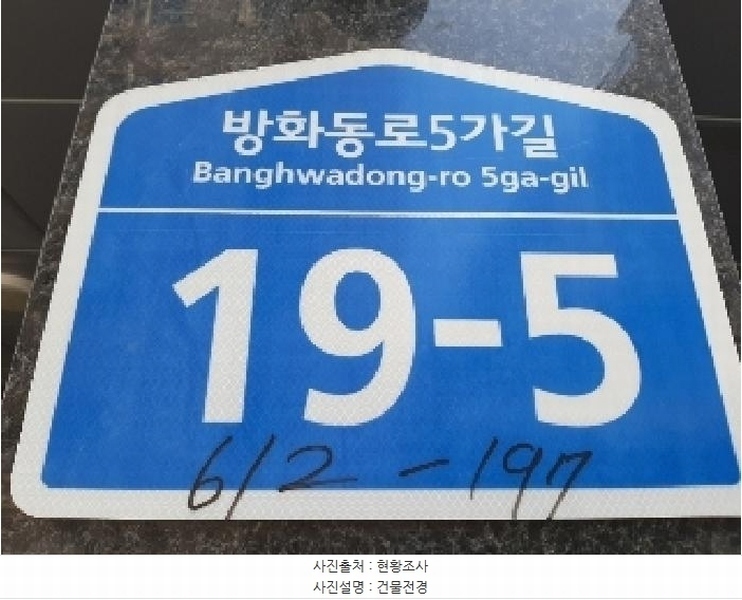 방화동로5가길
Banghwadong-ro 5ga-gil
19-5
612-197
사진출처 : 현황조사
사진설명 : 건물전경